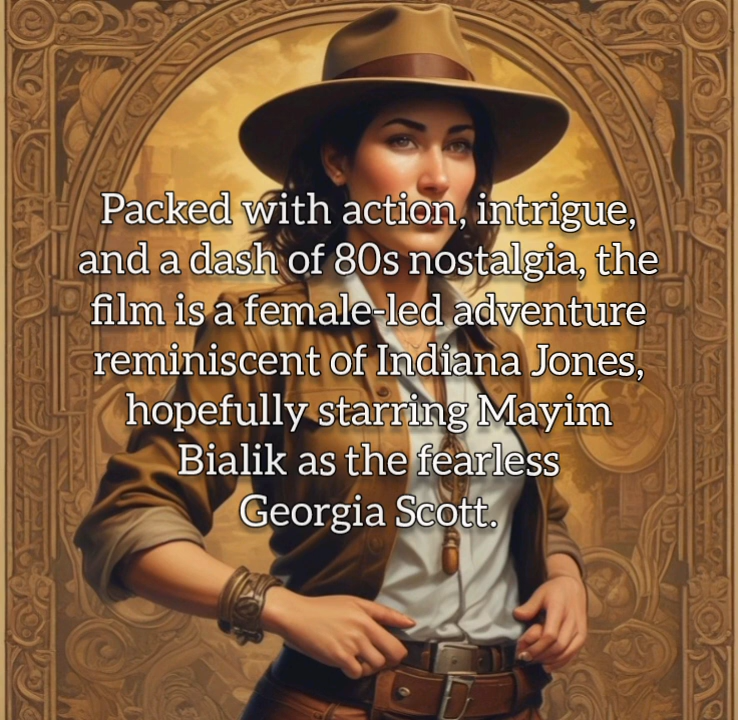 Packed with action, intrigue,
and a dash of 80s nostalgia, the
film is a female-led adventure
reminiscent of Indiana Jones,
hopefully starring Mayim
Bialik as the fearless
Georgia Scott.